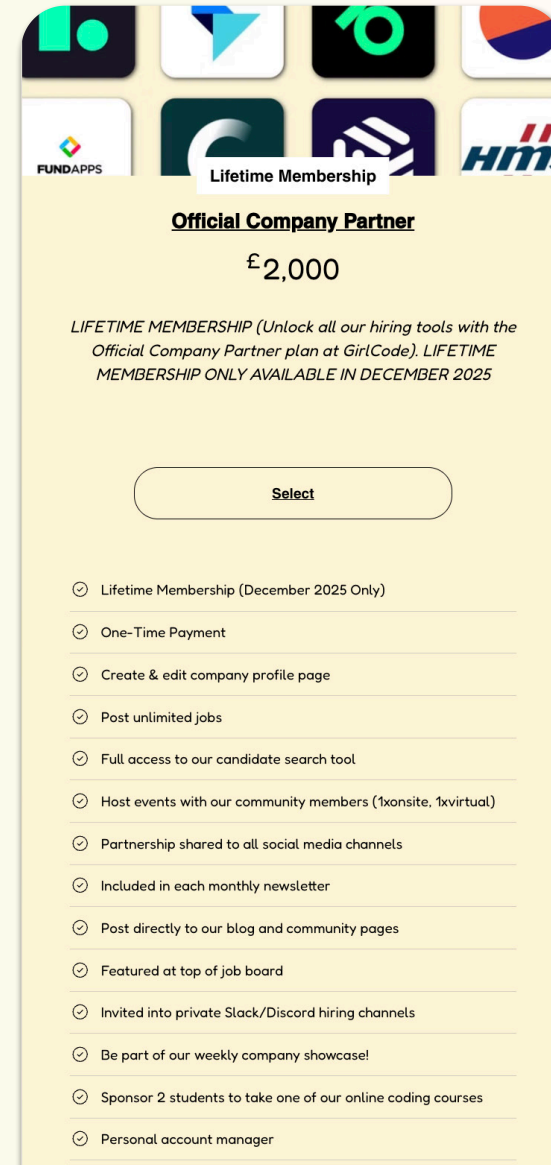 FUNDAPPS
Lifetime Membership
Official Company Partner
£2,000
LIFETIME MEMBERSHIP (Unlock all our hiring tools with the
Official Company Partner plan at GirlCode). LIFETIME
MEMBERSHIP ONLY AVAILABLE IN DECEMBER 2025
Select
Lifetime Membership (December 2025 Only)
One-Time Payment
Create & edit company profile page
Post unlimited jobs
Full access to our candidate search tool
Host events with our community members (1xonsite, 1xvirtual)
Partnership shared to all social media channels
Included in each monthly newsletter
Post directly to our blog and community pages
Featured at top of job board
Invited into private Slack/Discord hiring channels
Be part of our weekly company showcase!
Sponsor 2 students to take one of our online coding courses
Personal account manager